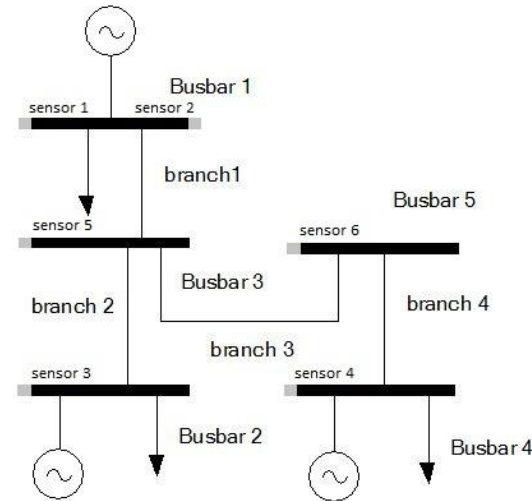 Busbar 1
sensor 1 sensor 2
branch1
Busbar 5
sensor 5 sensor 6
Busbar 3
branch 2 branch 4
branch 3
sensor 3 sensor 4
Busbar 2 Busbar 4